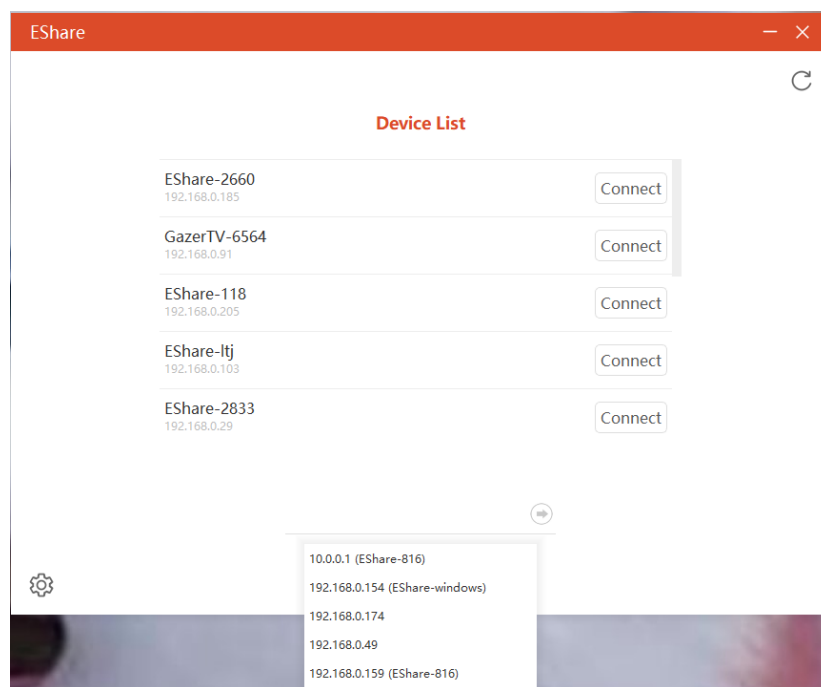 EShare
Device List
EShare-2660
192.168.0.185
Connect
GazerTV-6564
192.168.0.91
Connect
EShare-118
192.168.0.205
Connect
EShare-ltj
192.168.0.103
Connect
EShare-2833
192.168.0.29
Connect
10.0.0.1 (EShare-816)
192.168.0.154 (EShare-windows)
192.168.0.174
192.168.0.49
192.168.0.159 (EShare-816)